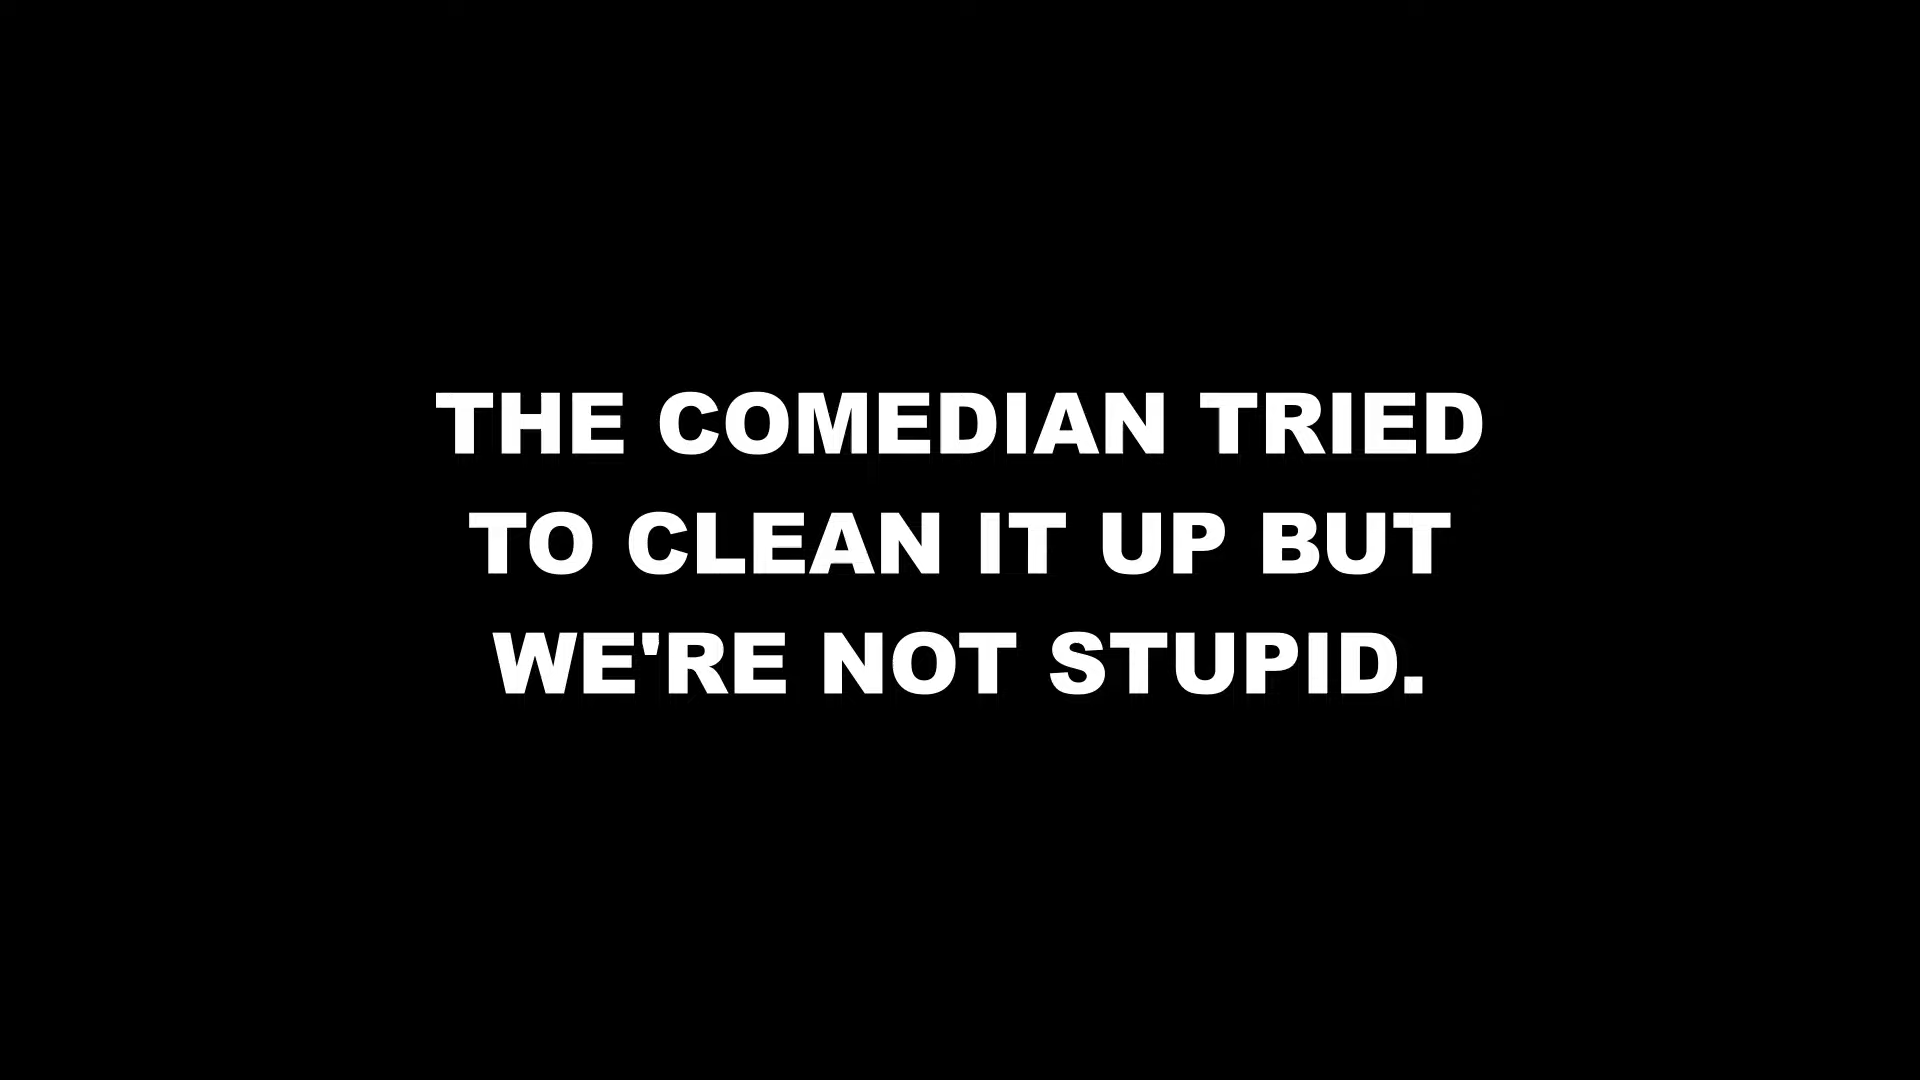 THE COMEDIAN TRIED
TO CLEAN IT UP BUT
WE'RE NOT STUPID.